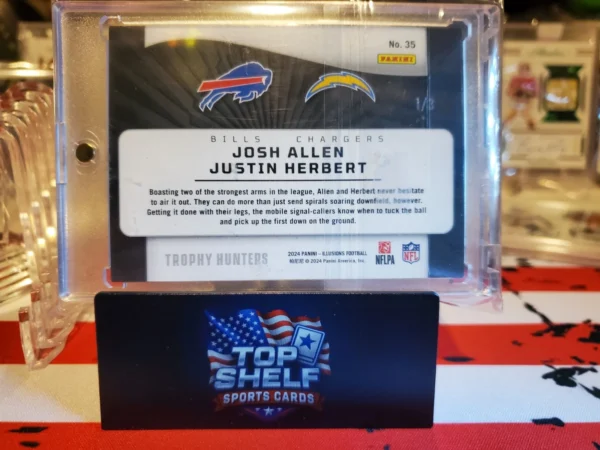 No. 35
PANINI
1/3
BILLS CHARGERS
JOSH ALLEN
JUSTIN HERBERT
Boasting two of the strongest arms in the league, Allen and Herbert never hesitate
to air it out. They can do more than just send spirals soaring downfield, however.
Getting it done with their legs, the mobile signal-callers know when to tuck the ball
and pick up the first down on the ground.
TROPHY HUNTERS
2024 PANINI - ILLUSIONS FOOTBALL
© 2024 Panini America, Inc.
NFLPA
NFL
TOP
SHELF
SPORTS CARDS